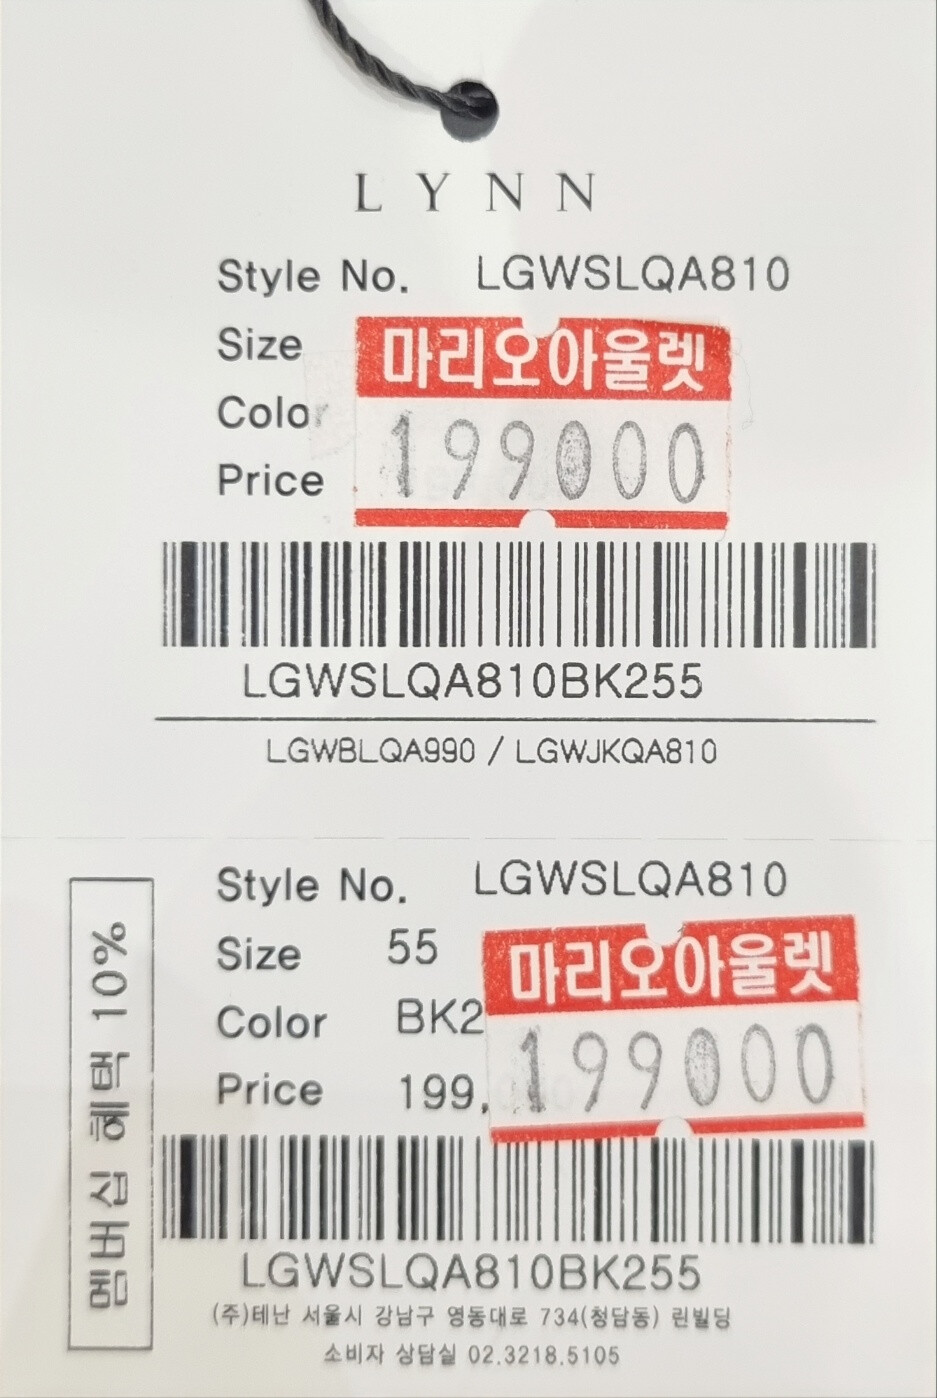 LYNN
Style No. LGWSLQA810
Size
마리오아울렛
Color
199000
Price
LGWSLQA810BK255
LGWBLQA990 / LGWJKQA810
Style No. LGWSLQA810
Size 55
마리오아울렛
Color BK2
199000
Price 199,
LGWSLQA810BK255
(주)테난 서울시 강남구 영동대로 734(청담동) 린빌딩
소비자 상담실 02.3218.5105
멤버십 혜택 10%